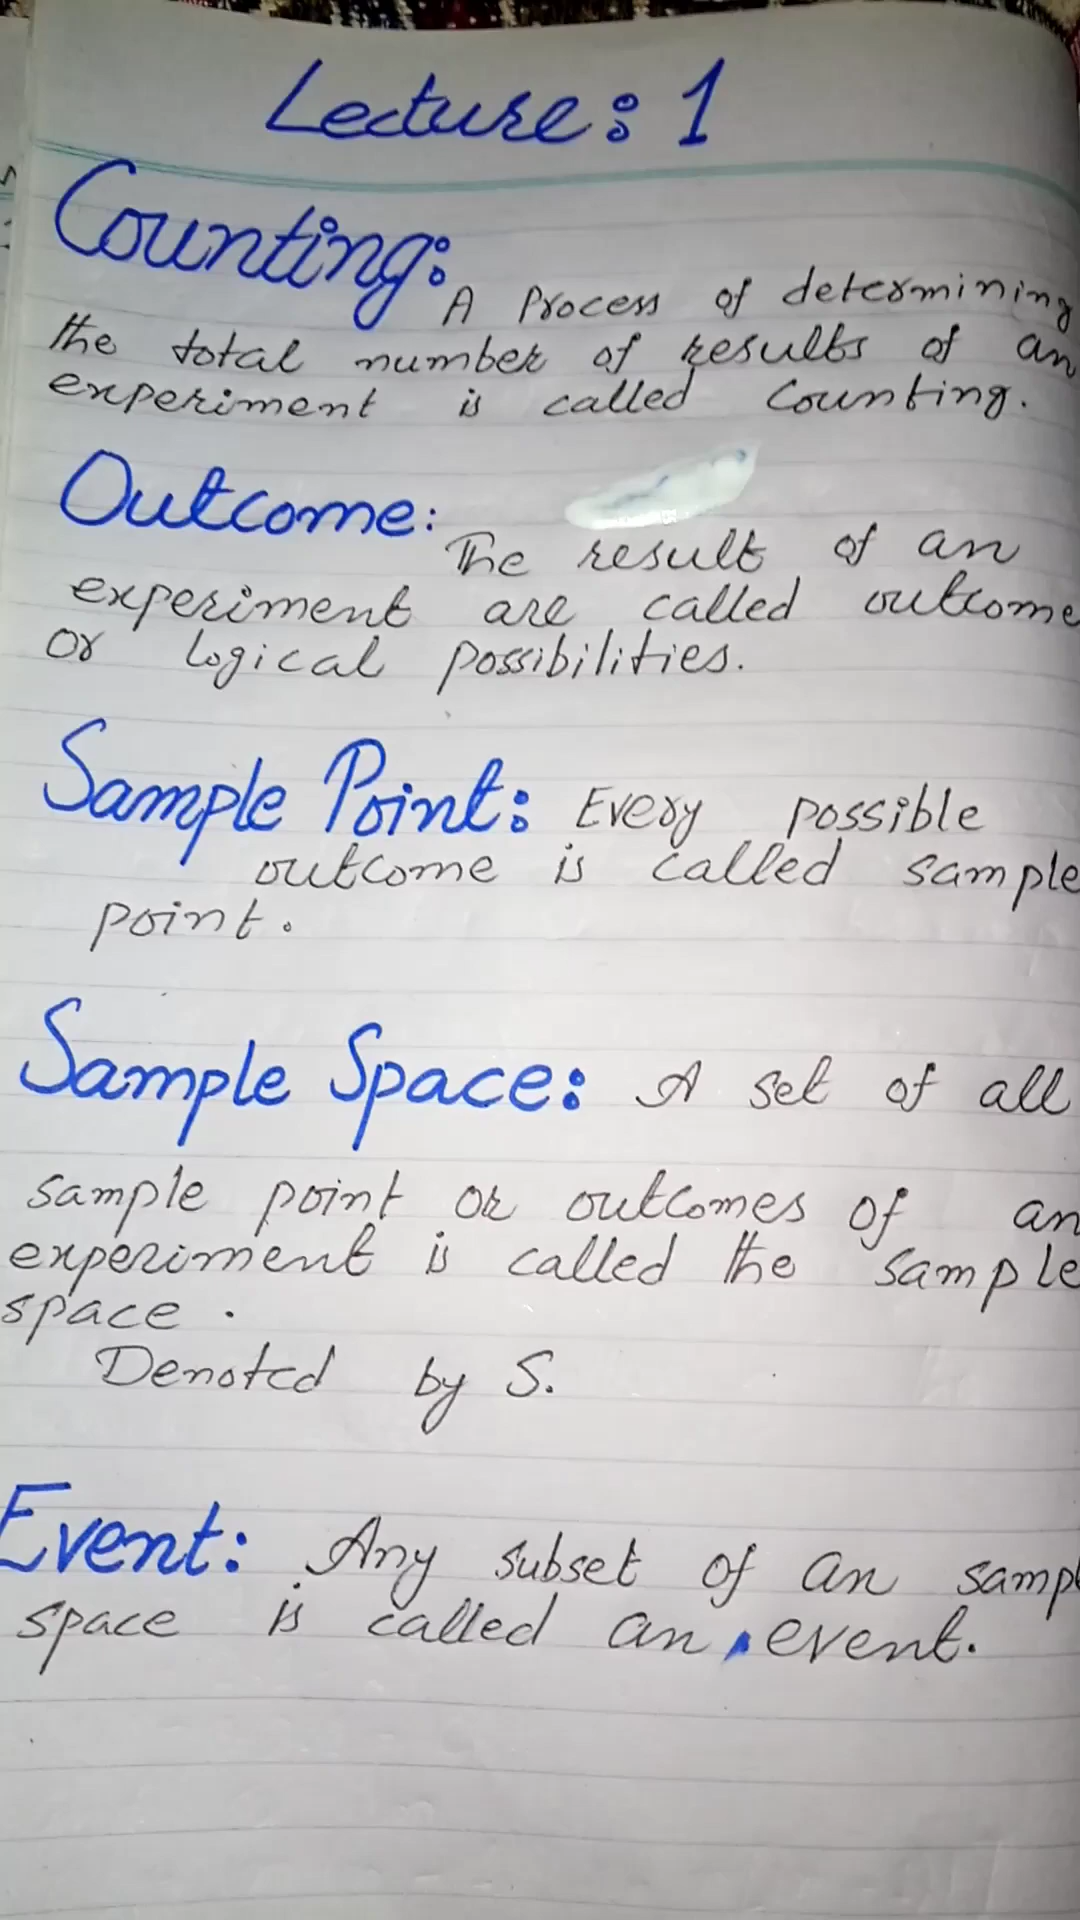 Lecture: 1
Counting:
A Process of determining
the total number of results of an
experiment is called Counting.
Outcome:
The result of an
experiment are called outcome
or logical possibilities.
Sample Point: Every possible
outcome is called sample
point.
Sample Space: A set of all
sample point or outcomes of an
experiment is called the sample
space.
Denoted by S.
Event: Any subset of an sampl
space is called an event.